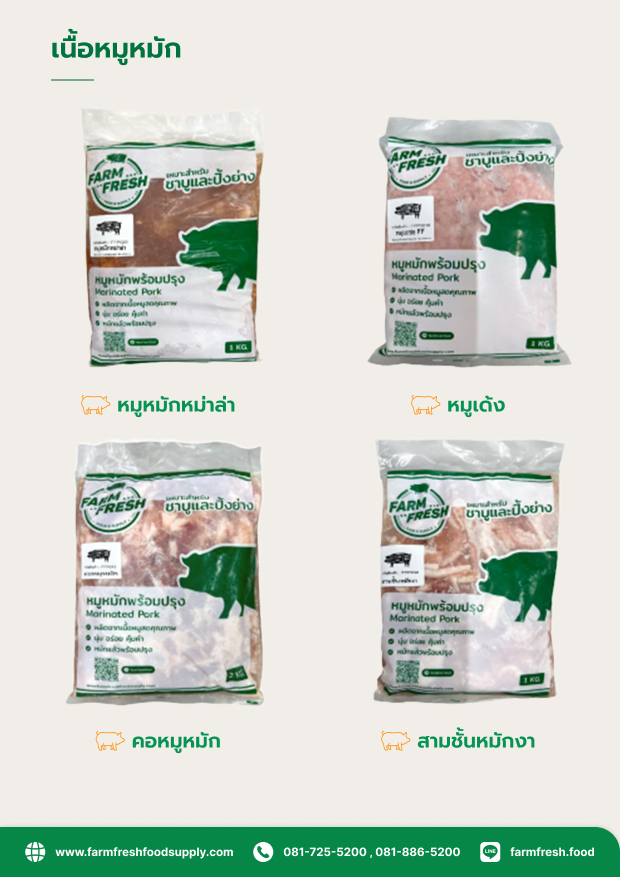 เนื้อหมูหมัก
FARM
FRESH
เหมาะสำหรับ
ชาบูและปิ้งย่าง
หมูหมักพร้อมปรุง
Marinated Pork
ผลิตจากเนื้อหมูสดคุณภาพ
นุ่ม อร่อย คุ้มค่า
หมักแล้วพร้อมปรุง
1 KG.
หมูหมักหม่าล่า
FARM
FRESH
เหมาะสำหรับ
ชาบูและปิ้งย่าง
หมูหมักพร้อมปรุง
Marinated Pork
ผลิตจากเนื้อหมูสดคุณภาพ
นุ่ม อร่อย คุ้มค่า
หมักแล้วพร้อมปรุง
1 KG.
หมูเด้ง
FARM
FRESH
เหมาะสำหรับ
ชาบูและปิ้งย่าง
หมูหมักพร้อมปรุง
Marinated Pork
ผลิตจากเนื้อหมูสดคุณภาพ
นุ่ม อร่อย คุ้มค่า
หมักแล้วพร้อมปรุง
คอหมูหมัก
FARM
FRESH
เหมาะสำหรับ
ชาบูและปิ้งย่าง
หมูหมักพร้อมปรุง
Marinated Pork
ผลิตจากเนื้อหมูสดคุณภาพ
นุ่ม อร่อย คุ้มค่า
หมักแล้วพร้อมปรุง
1 KG.
สามชั้นหมักงา
www.farmfreshfoodsupply.com 081-725-5200 , 081-886-5200 LINE farmfresh.food